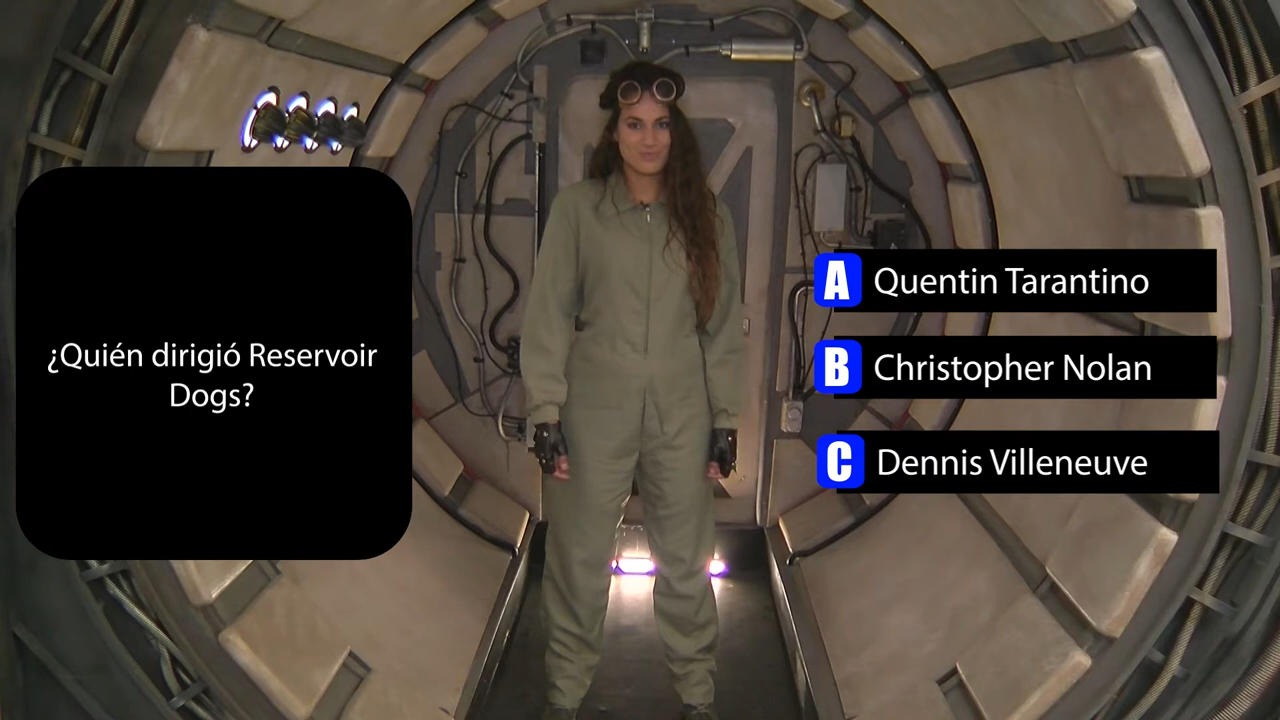 ¿Quién dirigió Reservoir
Dogs?
A Quentin Tarantino
B Christopher Nolan
C Dennis Villeneuve